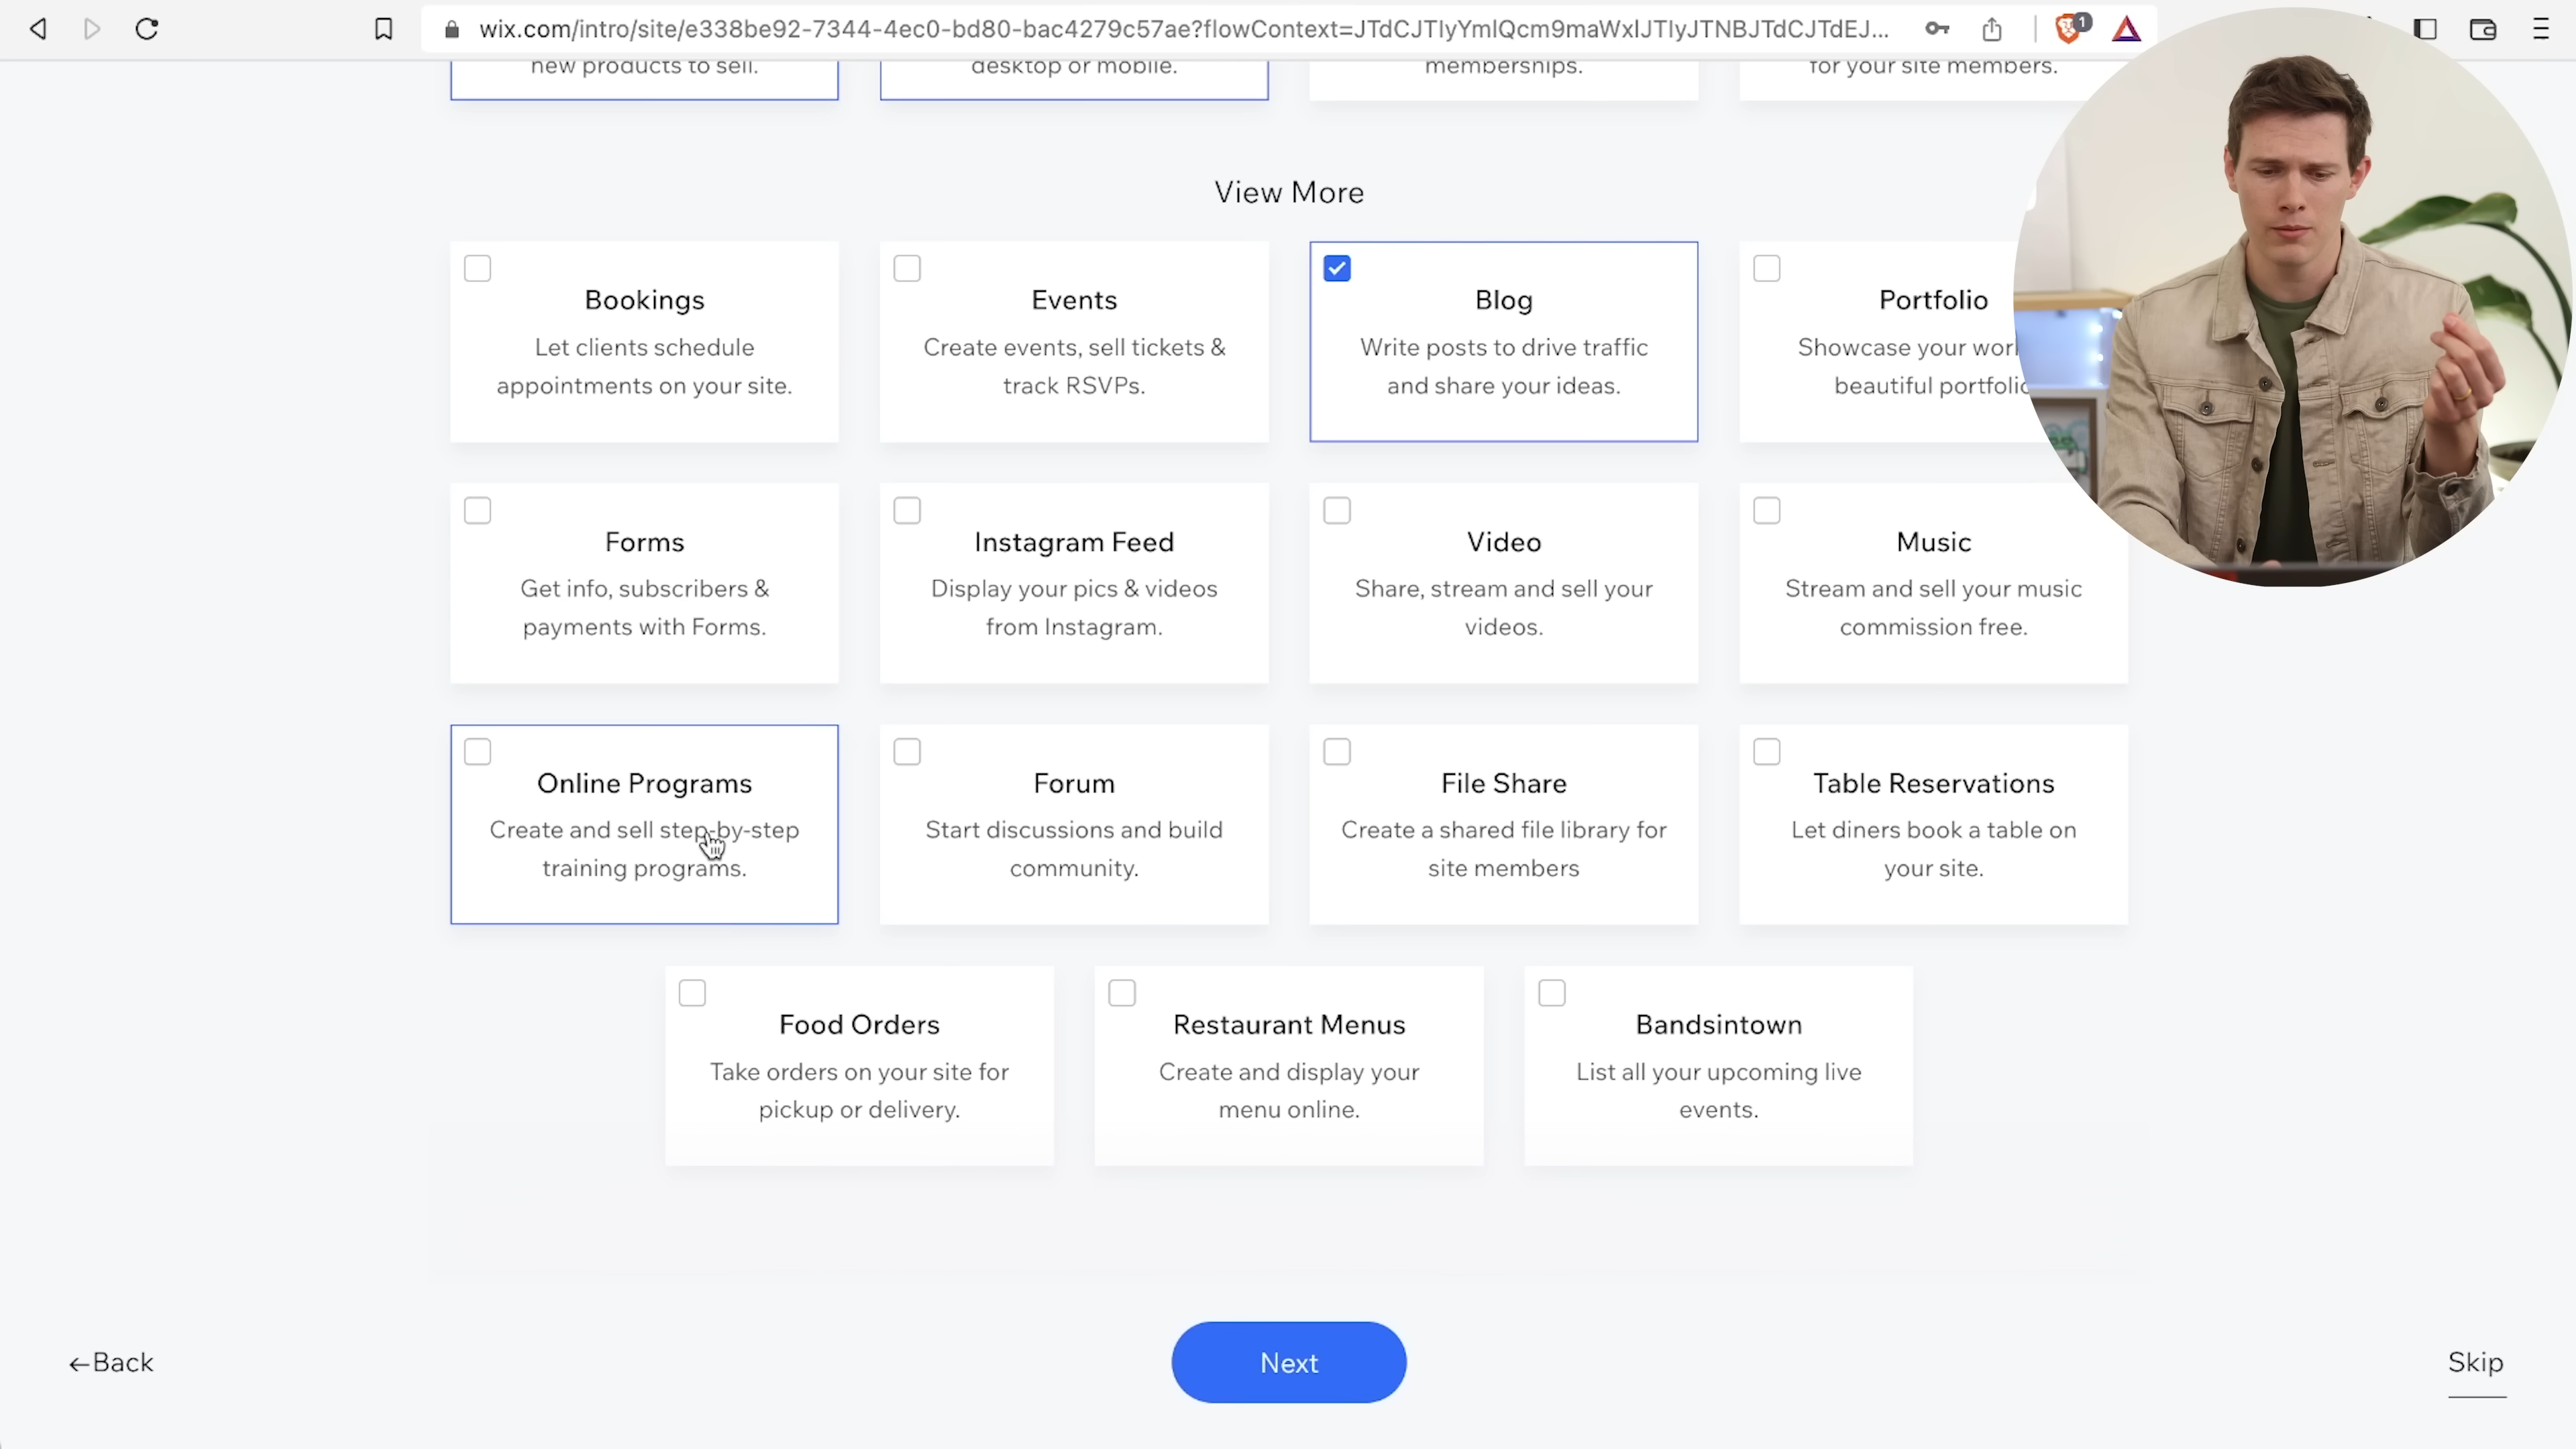 wix.com/intro/site/e338be92-7344-4ec0-bd80-bac4279c57ae?flowContext=JTdCJTIyYmlQcm9maWxlJTIyJTNBJTdCJTdEJ...
1
new products to sell.
desktop or mobile.
memberships.
for your site members.
View More
Bookings
Let clients schedule
appointments on your site.
Events
Create events, sell tickets &
track RSVPs.
Blog
Write posts to drive traffic
and share your ideas.
Portfolio
Showcase your
beautiful
Forms
Get info, subscribers &
payments with Forms.
Instagram Feed
Display your pics & videos
from Instagram.
Video
Share, stream and sell your
videos.
Music
Stream and sell your music
commission free.
Online Programs
Create and sell step-by-step
training programs.
Forum
Start discussions and build
community.
File Share
Create a shared file library for
site members
Table Reservations
Let diners book a table on
your site.
Food Orders
Take orders on your site for
pickup or delivery.
Restaurant Menus
Create and display your
menu online.
Bandsintown
List all your upcoming live
events.
←Back
Next
Skip